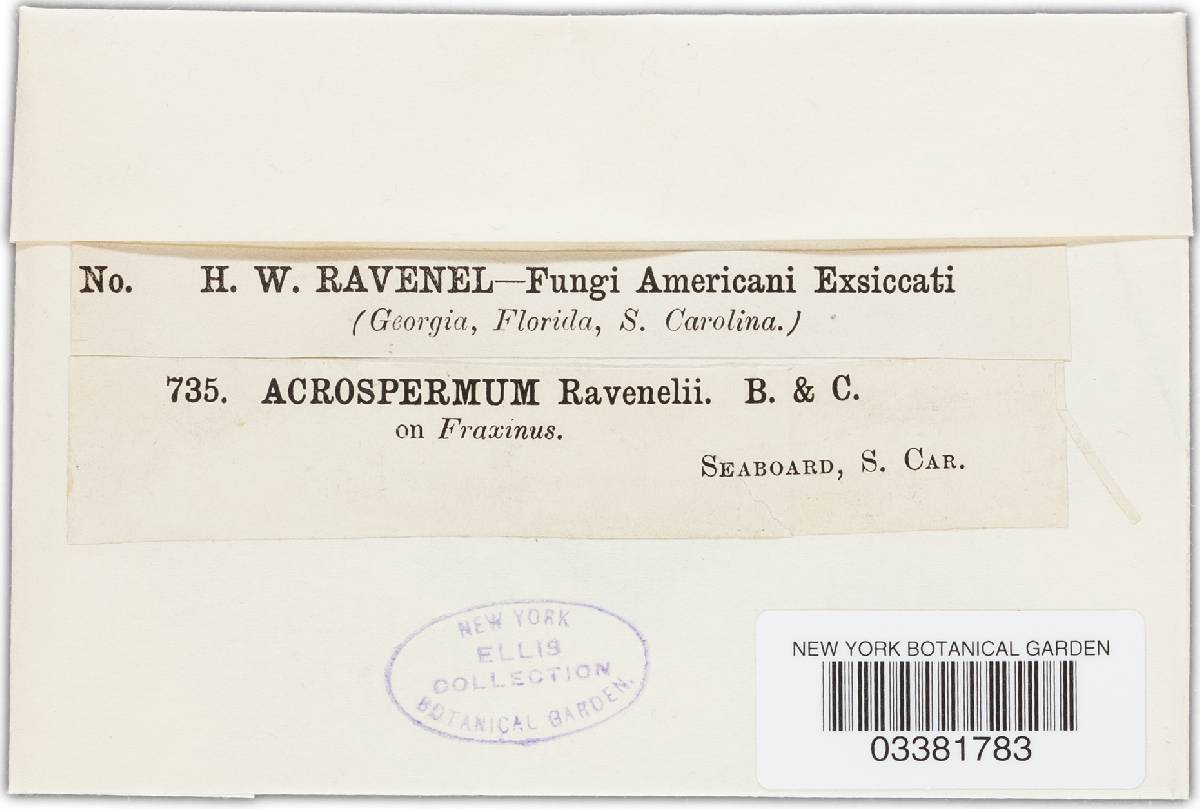 No. H. W. RAVENEL—Fungi Americani Exsiccati
(Georgia, Florida, S. Carolina.)
735. ACROSPERMUM Ravenelii. B. & C.
on Fraxinus.
SEABOARD, S. CAR.
NEW YORK
ELLIS
COLLECTION
BOTANICAL GARDEN.
NEW YORK BOTANICAL GARDEN
03381783